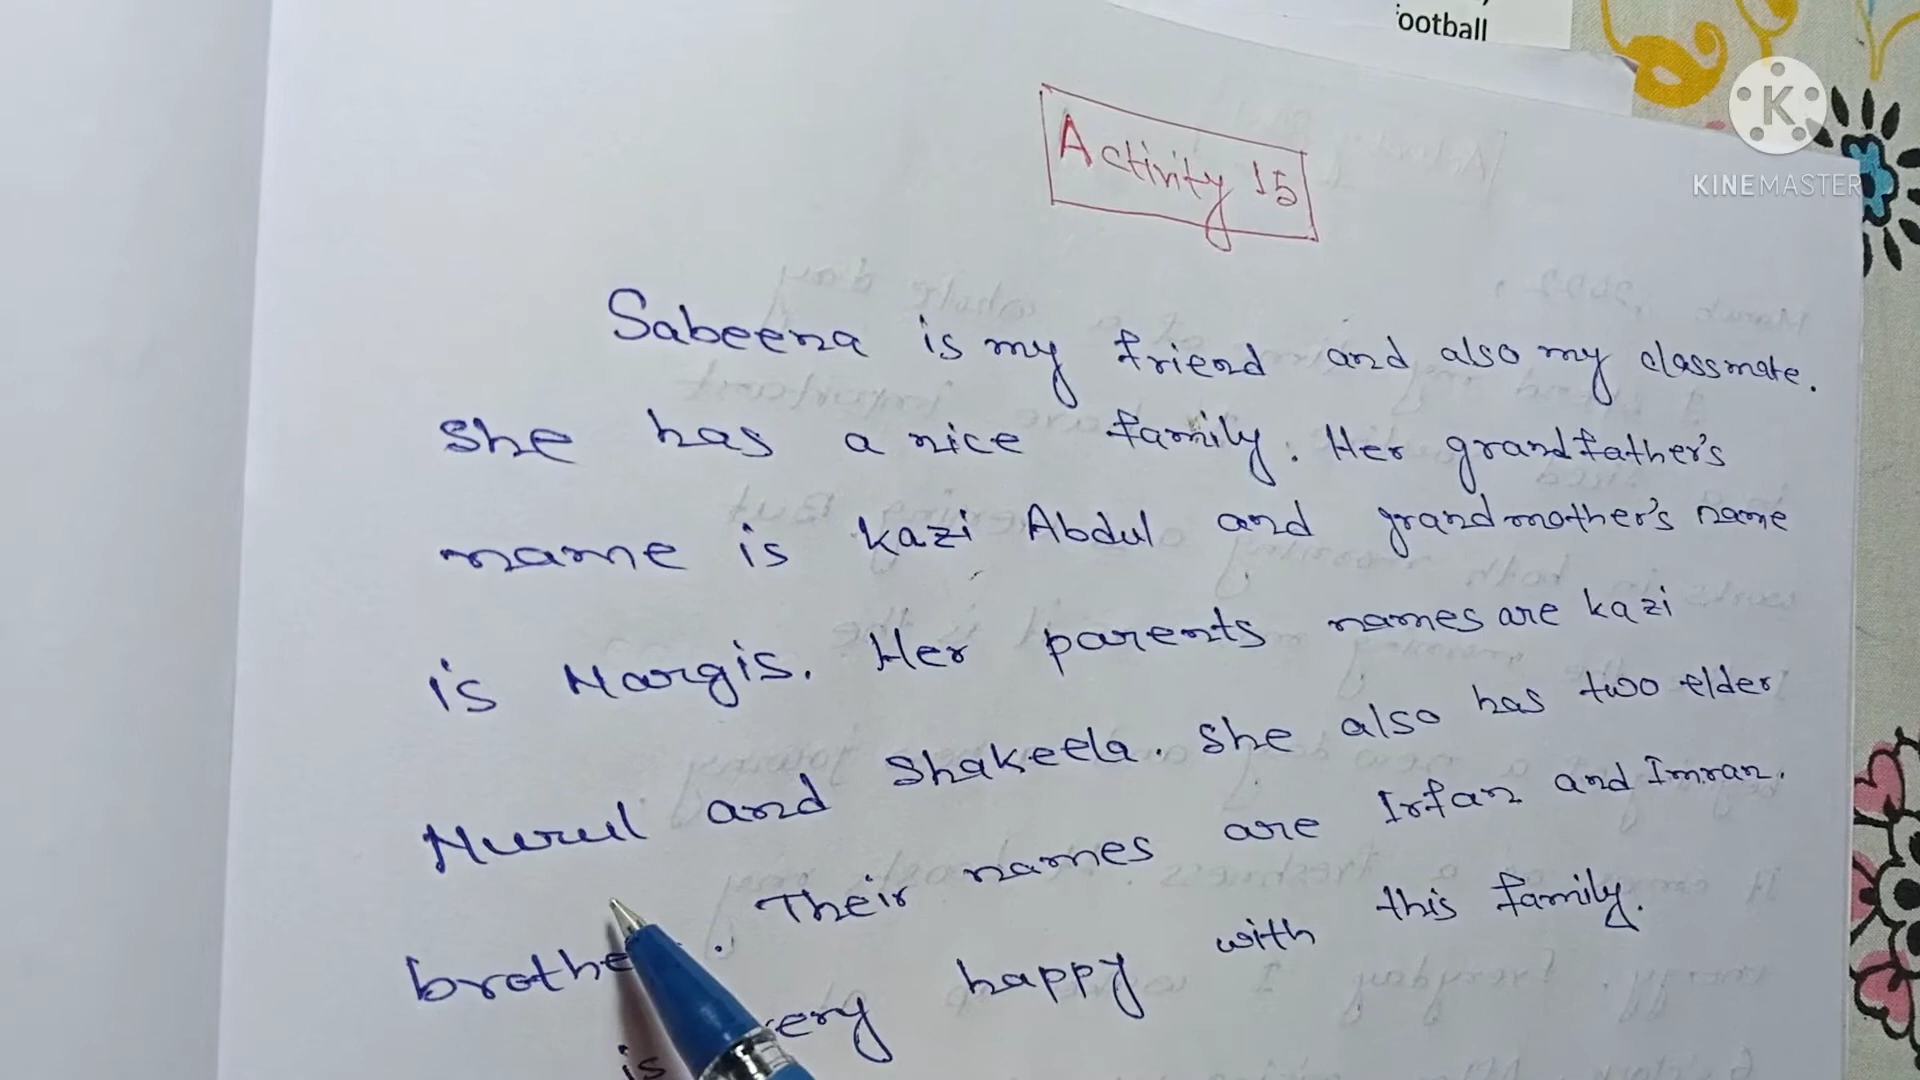 ootball
K
KINEMASTER
Activity 15
Sabeena is my friend and also my classmate.
She has a nice family. Her grandfather's
name is Kazi Abdul and grandmother's name
is Nargis. Her parents names are Kazi
Nurul and Shakeela. She also has two elder
brothe . Their names are Irfan and Imran.
is ery happy with this family.